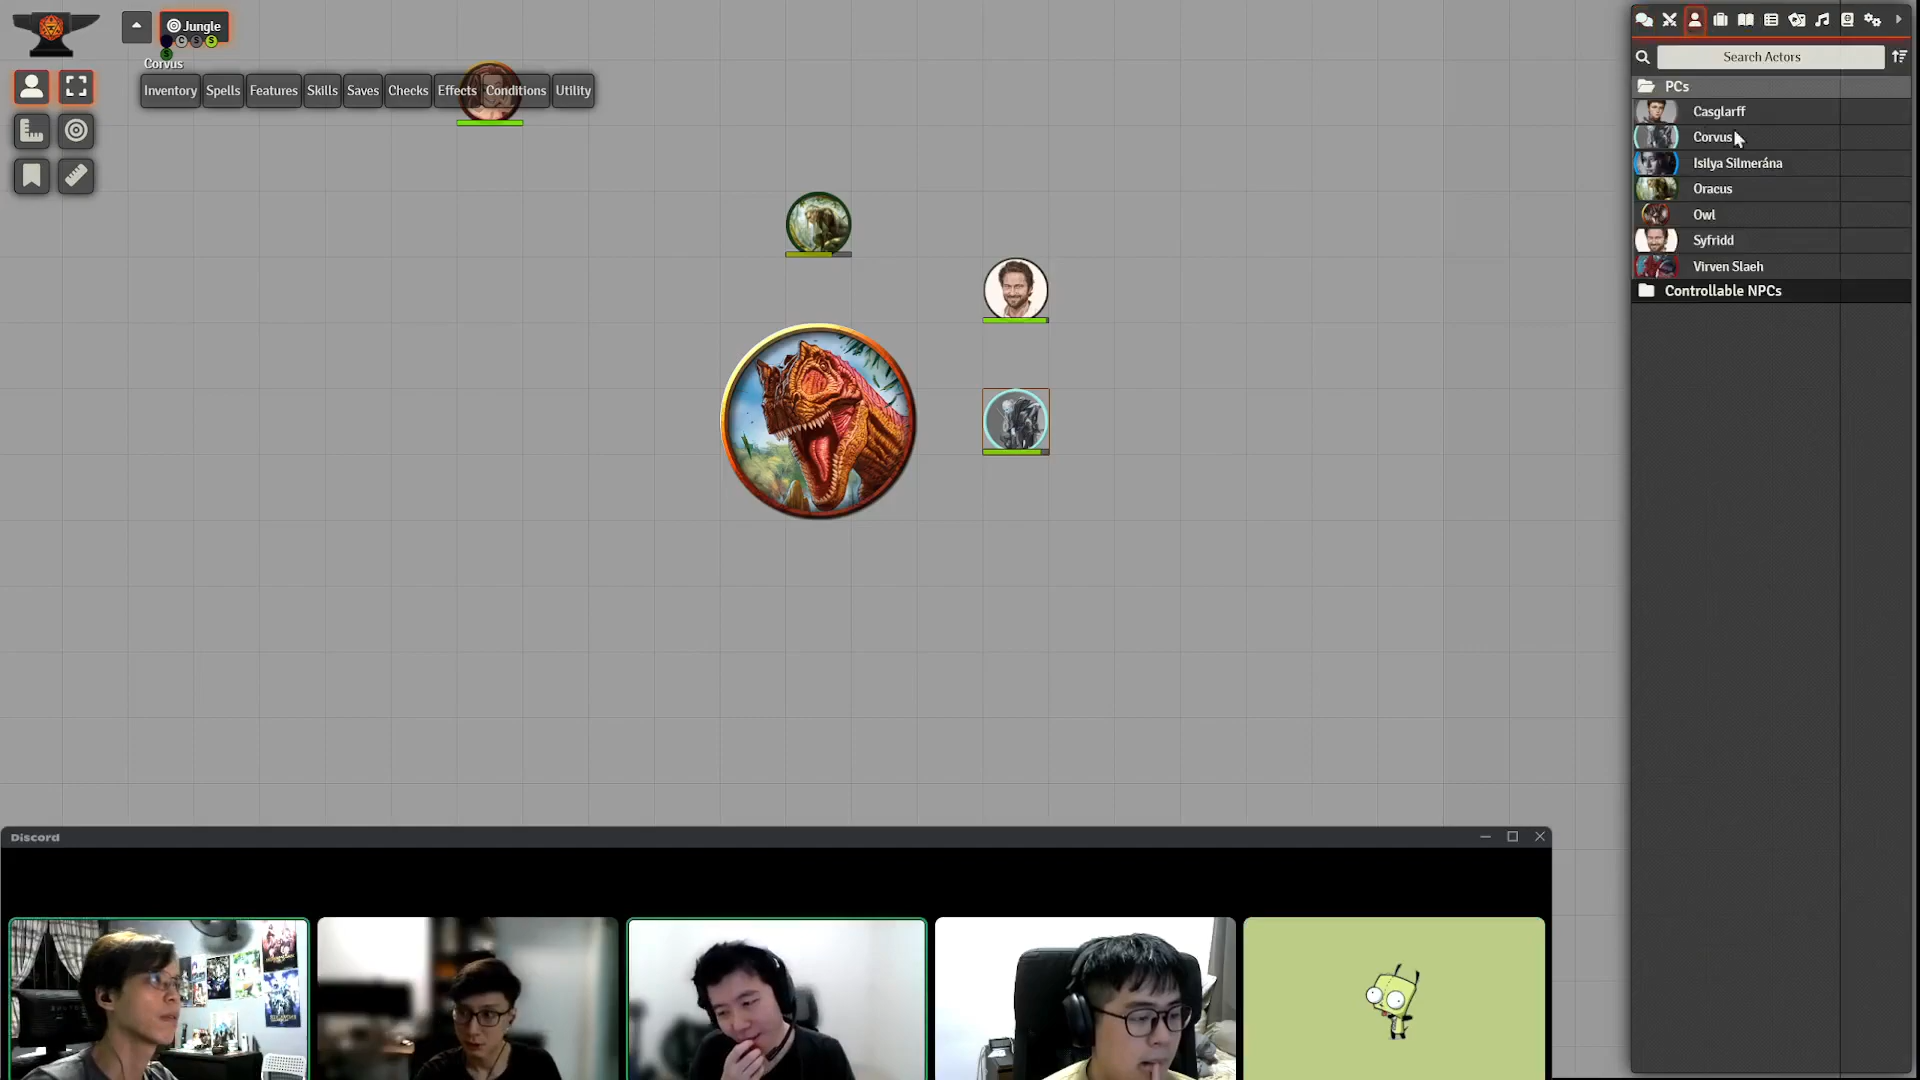 Jungle
C S S
S
Corvus
Inventory Spells Features Skills Saves Checks Effects Conditions Utility
Search Actors
PCs
Casglarff
Corvus
Isilya Silmerána
Oracus
Owl
Syfridd
Virven Slaeh
Controllable NPCs
Discord